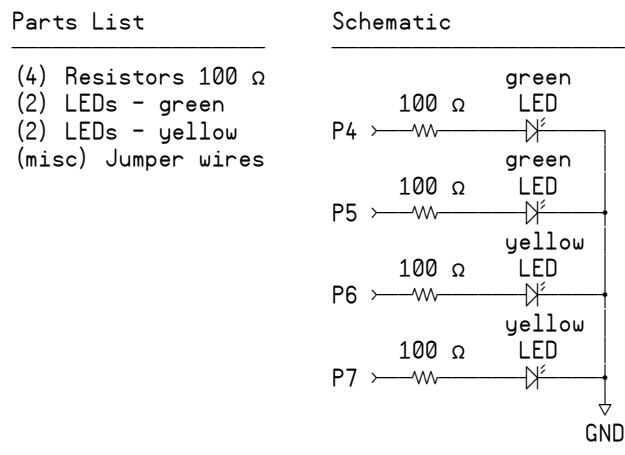 Parts List
(4) Resistors 100 Ω
(2) LEDs - green
(2) LEDs - yellow
(misc) Jumper wires
Schematic
green
100 Ω LED
P4
green
100 Ω LED
P5
yellow
100 Ω LED
P6
yellow
100 Ω LED
P7
GND